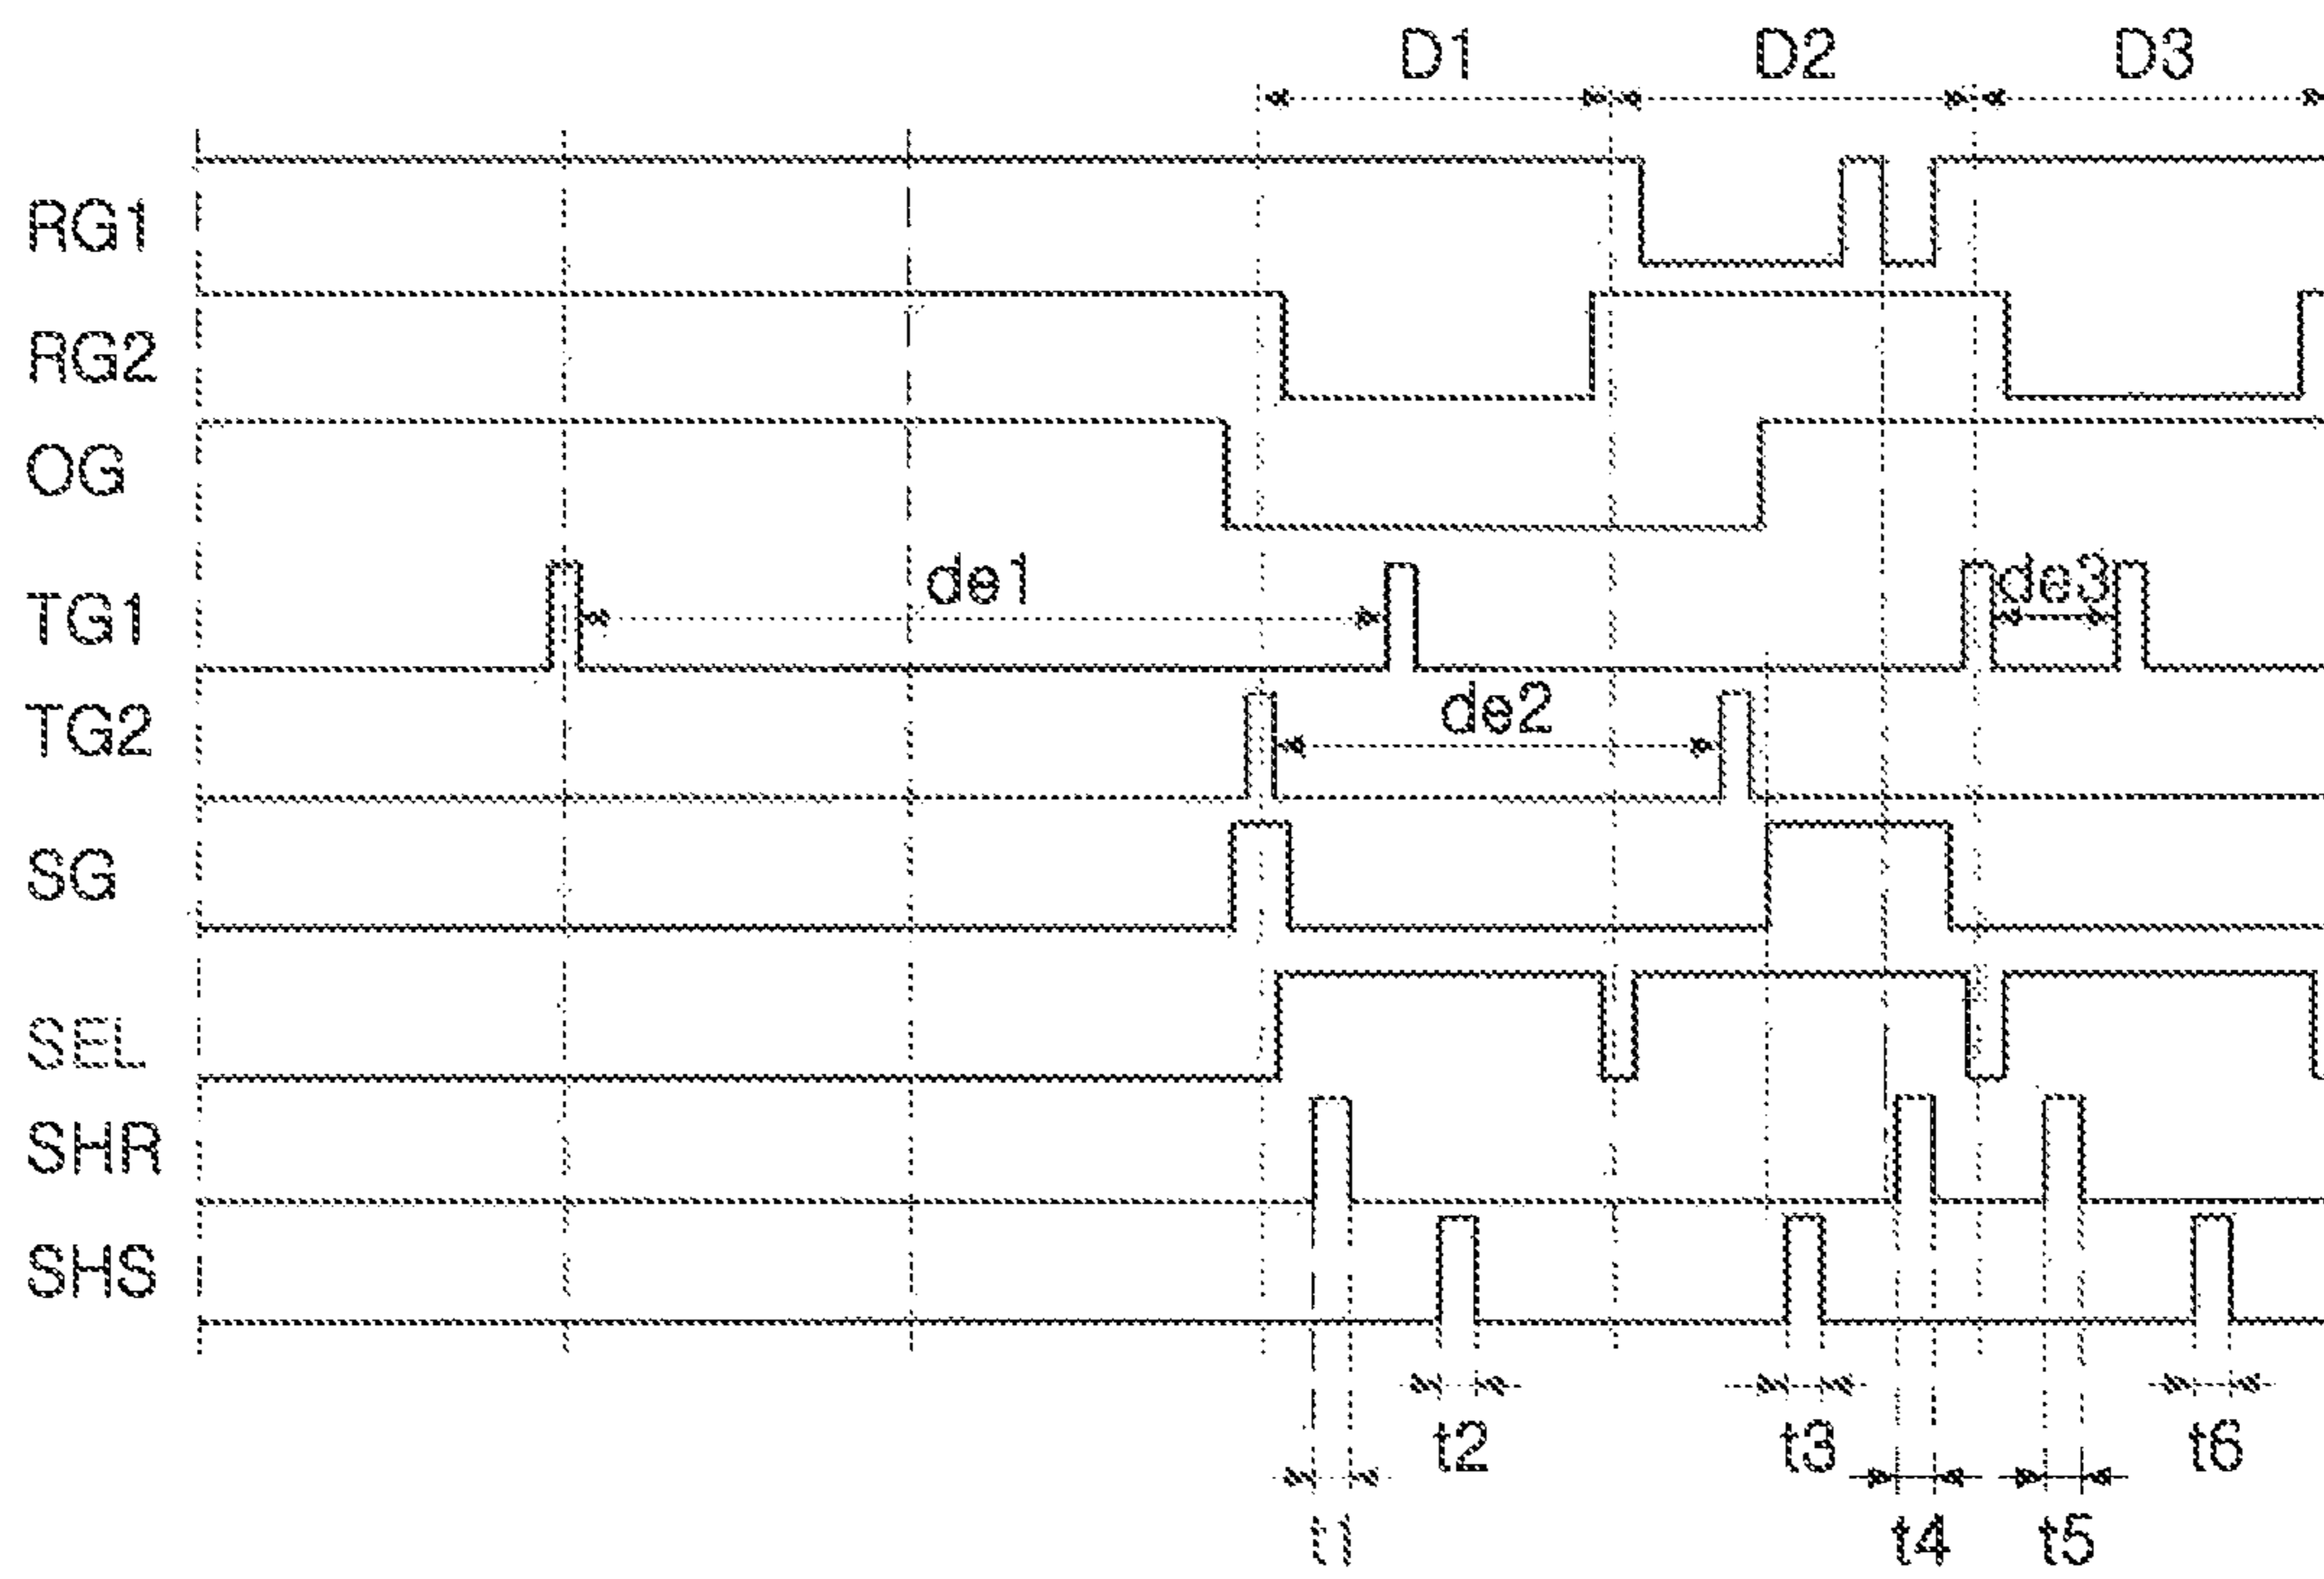 D1 D2 D3
RG1
RG2
OG
de1
de3
TG1
de2
TG2
SG
SEL
SHR
SHS
t2 t3 t6
t1 t4 t5